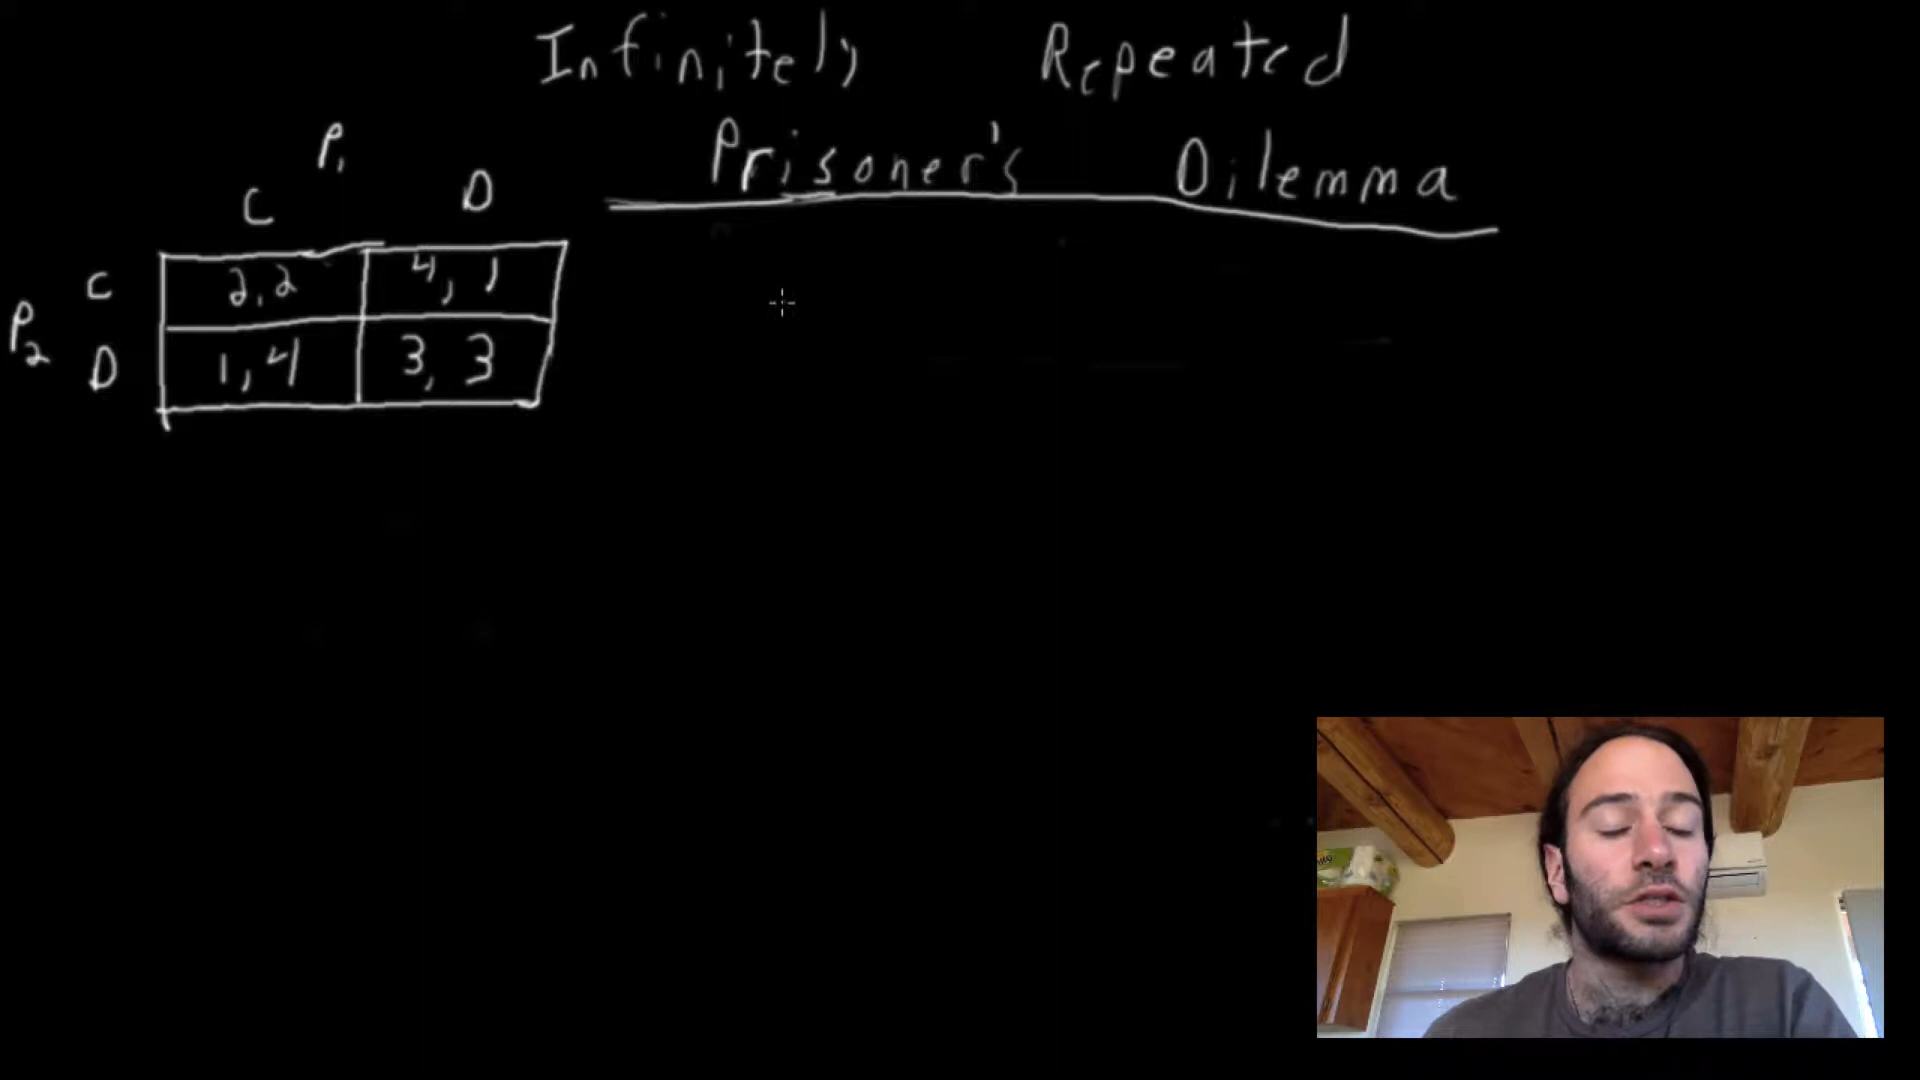 Infinitely Repeated
Prisoner's Dilemma
P1
C D
P2
C 2,2 4,1
D 1,4 3,3